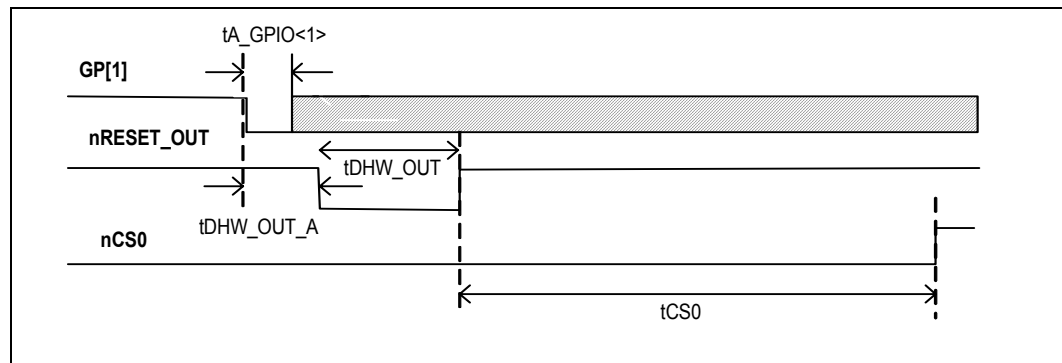 tA_GPIO<1>
GP[1]
nRESET_OUT
tDHW_OUT
tDHW_OUT_A
nCS0
tCS0